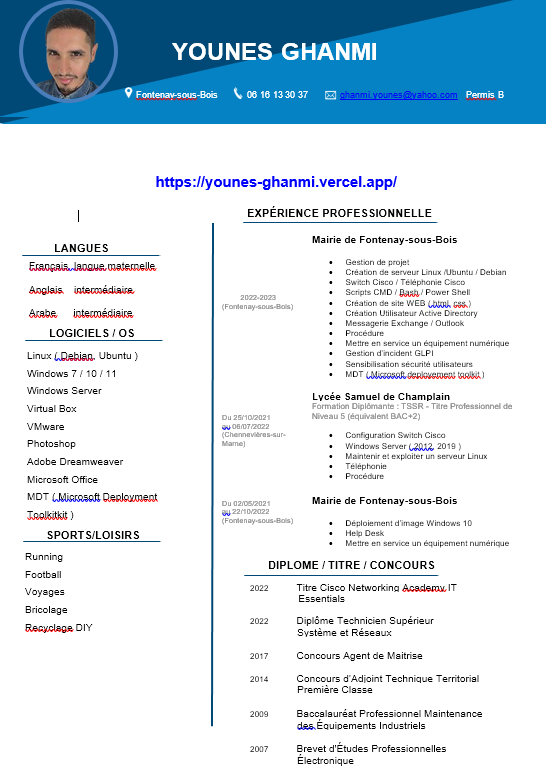 YOUNES GHANMI
Fontenay-sous-Bois 06 16 13 30 37 ghanmi.younes@yahoo.com Permis B
https://younes-ghanmi.vercel.app/
LANGUES
Français langue maternelle
Anglais intermédiaire
Arabe intermédiaire
LOGICIELS / OS
Linux ( Debian, Ubuntu )
Windows 7 / 10 / 11
Windows Server
Virtual Box
VMware
Photoshop
Adobe Dreamweaver
Microsoft Office
MDT ( Microsoft Deployment
Toolkitkit )
SPORTS/LOISIRS
Running
Football
Voyages
Bricolage
Recyclage DIY
EXPÉRIENCE PROFESSIONNELLE
2022-2023
(Fontenay-sous-Bois)
Mairie de Fontenay-sous-Bois
• Gestion de projet
• Création de serveur Linux /Ubuntu / Debian
• Switch Cisco / Téléphonie Cisco
• Scripts CMD / Bash / Power Shell
• Création de site WEB ( html, css )
• Création Utilisateur Active Directory
• Messagerie Exchange / Outlook
• Procédure
• Mettre en service un équipement numérique
• Gestion d'incident GLPI
• Sensibilisation sécurité utilisateurs
• MDT ( Microsoft deployement toolkit )
Du 25/10/2021
au 06/07/2022
(Chennevières-sur-
Marne)
Lycée Samuel de Champlain
Formation Diplômante : TSSR - Titre Professionnel de
Niveau 5 (équivalent BAC+2)
• Configuration Switch Cisco
• Windows Server ( 2012, 2019 )
• Maintenir et exploiter un serveur Linux
• Téléphonie
• Procédure
Du 02/05/2021
au 22/10/2022
(Fontenay-sous-Bois)
Mairie de Fontenay-sous-Bois
• Déploiement d'image Windows 10
• Help Desk
• Mettre en service un équipement numérique
DIPLOME / TITRE / CONCOURS
2022 Titre Cisco Networking Academy IT
Essentials
2022 Diplôme Technicien Supérieur
Système et Réseaux
2017 Concours Agent de Maitrise
2014 Concours d'Adjoint Technique Territorial
Première Classe
2009 Baccalauréat Professionnel Maintenance
des Équipements Industriels
2007 Brevet d'Études Professionnelles
Électronique